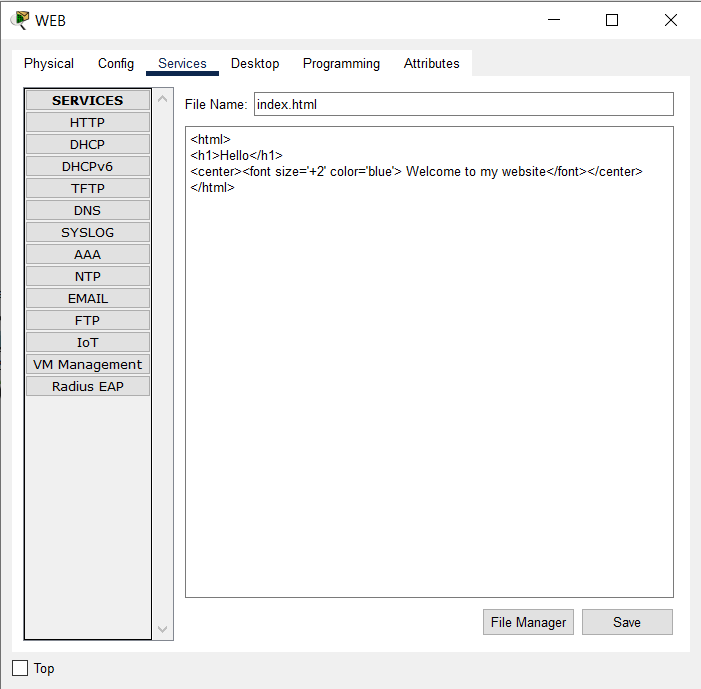 WEB
Physical Config Services Desktop Programming Attributes
SERVICES
HTTP
DHCP
DHCPv6
TFTP
DNS
SYSLOG
AAA
NTP
EMAIL
FTP
IoT
VM Management
Radius EAP
File Name: index.html
<html>
<h1>Hello</h1>
<center><font size='+2' color='blue'> Welcome to my website</font></center>
</html>
File Manager Save
Top